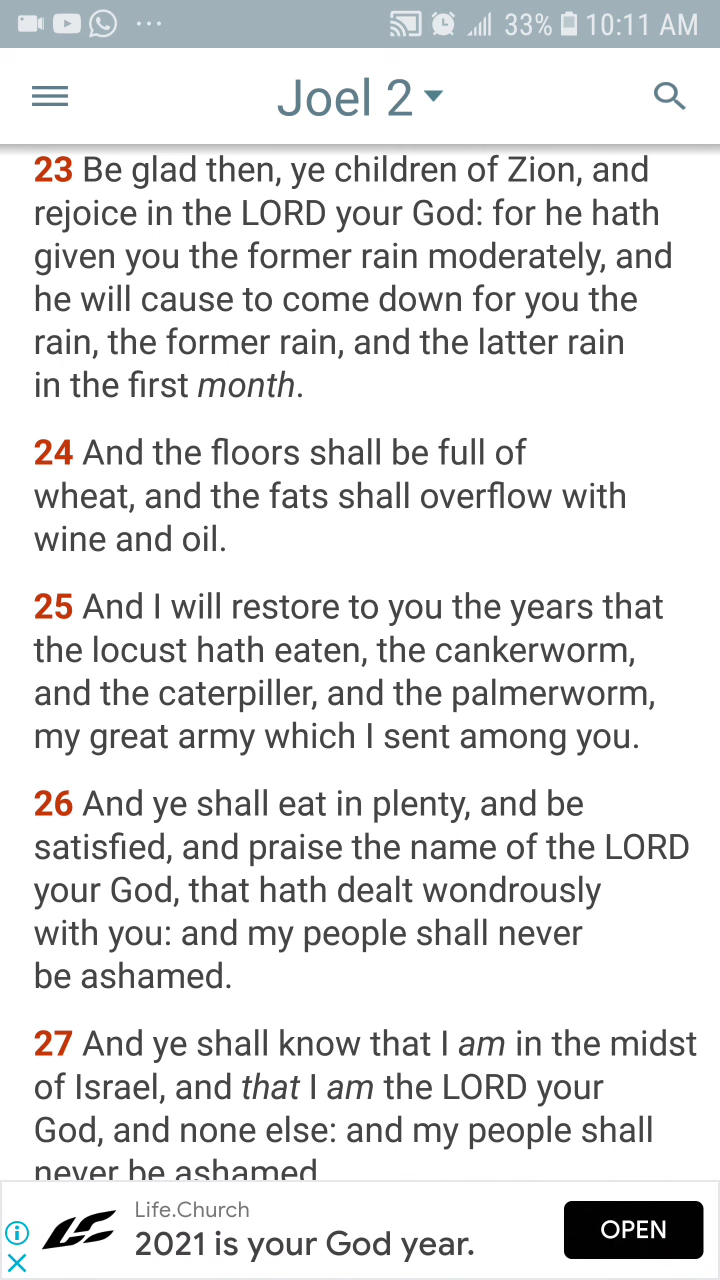 33% 10:11 AM
Joel 2
23 Be glad then, ye children of Zion, and
rejoice in the LORD your God: for he hath
given you the former rain moderately, and
he will cause to come down for you the
rain, the former rain, and the latter rain
in the first month.
24 And the floors shall be full of
wheat, and the fats shall overflow with
wine and oil.
25 And I will restore to you the years that
the locust hath eaten, the cankerworm,
and the caterpiller, and the palmerworm,
my great army which I sent among you.
26 And ye shall eat in plenty, and be
satisfied, and praise the name of the LORD
your God, that hath dealt wondrously
with you: and my people shall never
be ashamed.
27 And ye shall know that I am in the midst
of Israel, and that I am the LORD your
God, and none else: and my people shall
never be ashamed
Life.Church
2021 is your God year.
OPEN